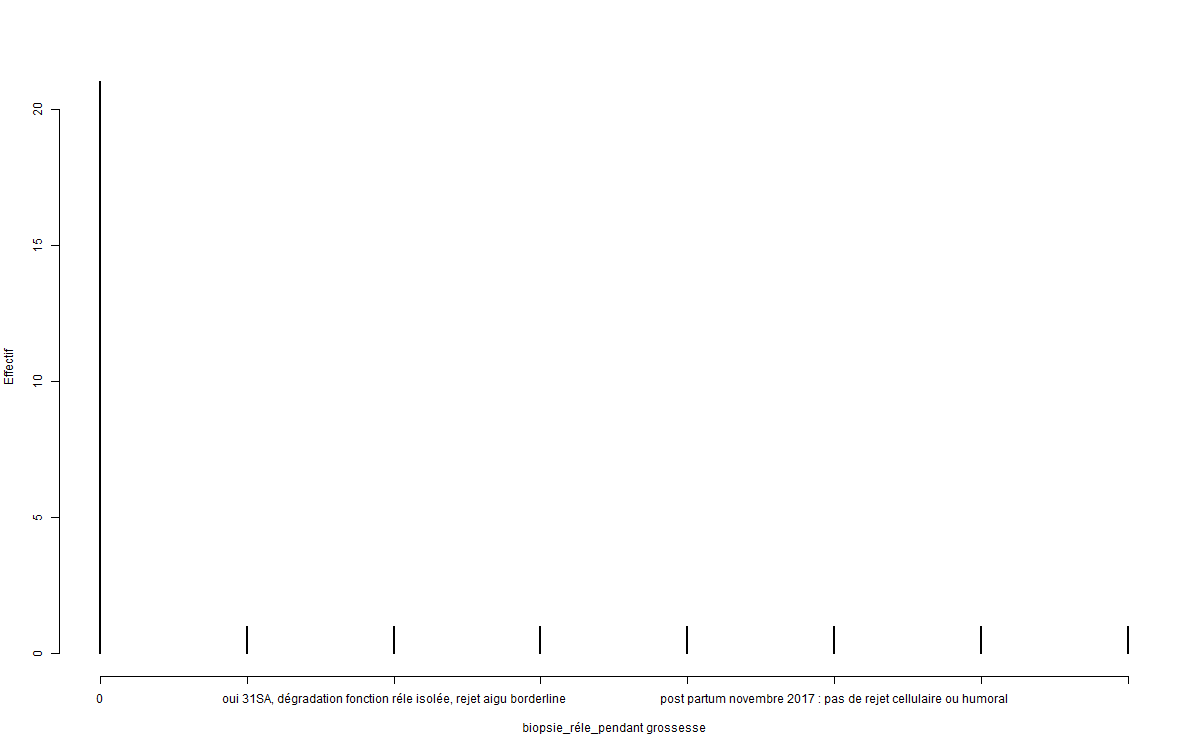 20
15
10
5
0
Effectif
0 oui 31SA, dégradation fonction réle isolée, rejet aigu borderline post partum novembre 2017 : pas de rejet cellulaire ou humoral
biopsie_réle_pendant grossesse